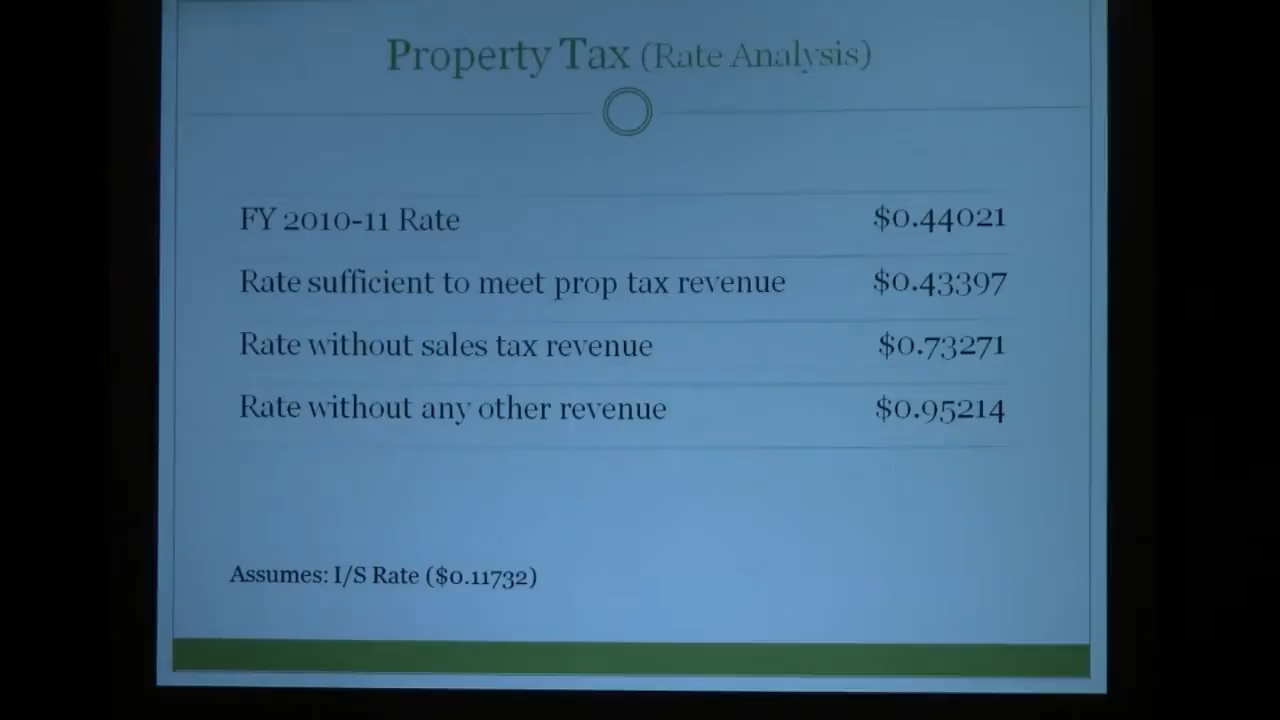 Property Tax (Rate Analysis)
FY 2010-11 Rate $0.44021
Rate sufficient to meet prop tax revenue $0.43397
Rate without sales tax revenue $0.73271
Rate without any other revenue $0.95214
Assumes: I/S Rate ($0.11732)